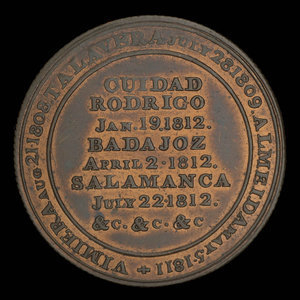 VIMIERA AUG 21. 1808. TALAVERA JULY 28. 1809. ALMEIDA MAY 5 1811
CUIDAD
RODRIGO
JAN. 19. 1812.
BADAJOZ
APRIL 2. 1812.
SALAMANCA
JULY 22. 1812.
&c. &c. &c